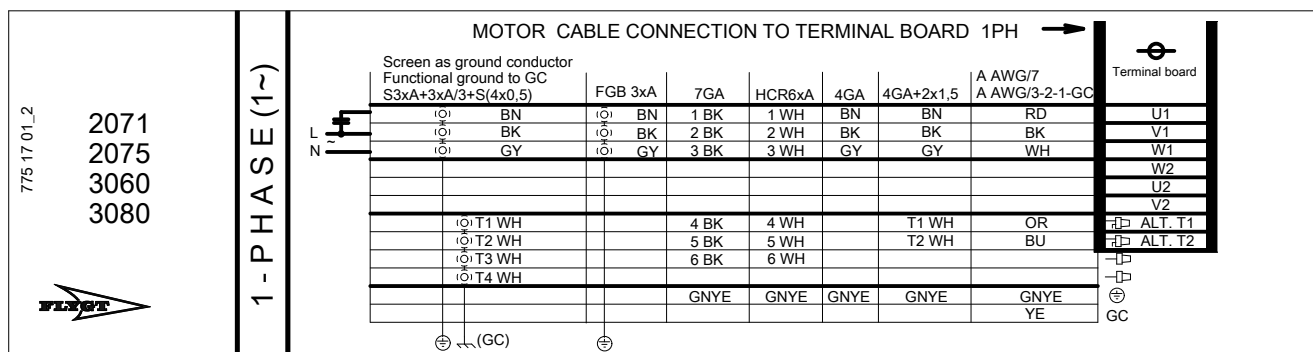 775 17 01_2
2071
2075
3060
3080
FLYGT
1 - PHASE (1~)
MOTOR CABLE CONNECTION TO TERMINAL BOARD 1PH
Screen as ground conductor
Functional ground to GC
S3xA+3xA/3+S(4x0,5) FGB 3xA 7GA HCR6xA 4GA 4GA+2x1,5 A AWG/7
A AWG/3-2-1-GC
Terminal board
BN BN 1 BK 1 WH BN BN RD U1
L ~ BK BK 2 BK 2 WH BK BK BK V1
N GY GY 3 BK 3 WH GY GY WH W1
W2
U2
V2
T1 WH 4 BK 4 WH T1 WH OR ALT. T1
T2 WH 5 BK 5 WH T2 WH BU ALT. T2
T3 WH 6 BK 6 WH
T4 WH
GNYE GNYE GNYE GNYE GNYE
YE GC
(GC)